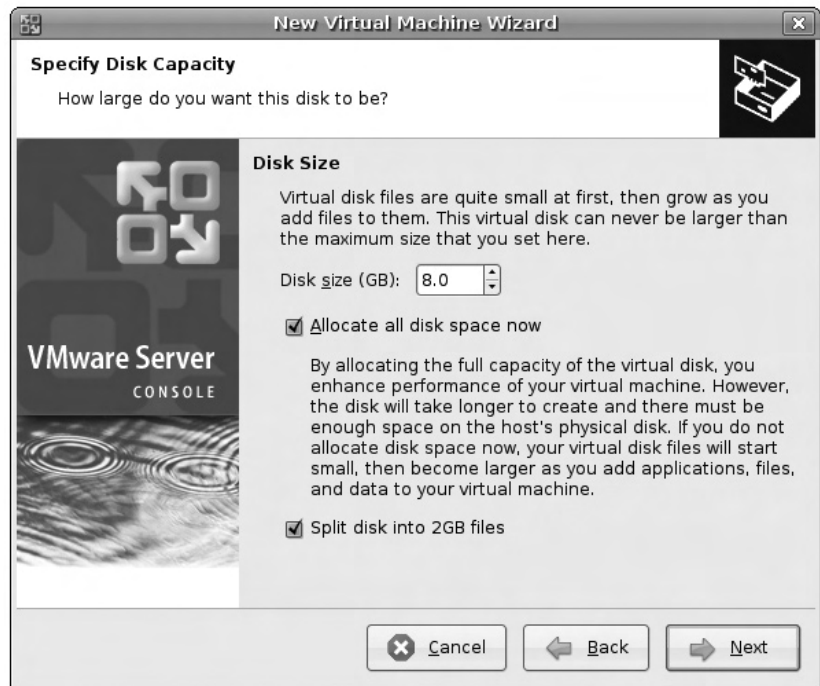 New Virtual Machine Wizard
Specify Disk Capacity
How large do you want this disk to be?
VMware Server
CONSOLE
Disk Size
Virtual disk files are quite small at first, then grow as you
add files to them. This virtual disk can never be larger than
the maximum size that you set here.
Disk size (GB): 8.0
Allocate all disk space now
By allocating the full capacity of the virtual disk, you
enhance performance of your virtual machine. However,
the disk will take longer to create and there must be
enough space on the host's physical disk. If you do not
allocate disk space now, your virtual disk files will start
small, then become larger as you add applications, files,
and data to your virtual machine.
Split disk into 2GB files
Cancel Back Next